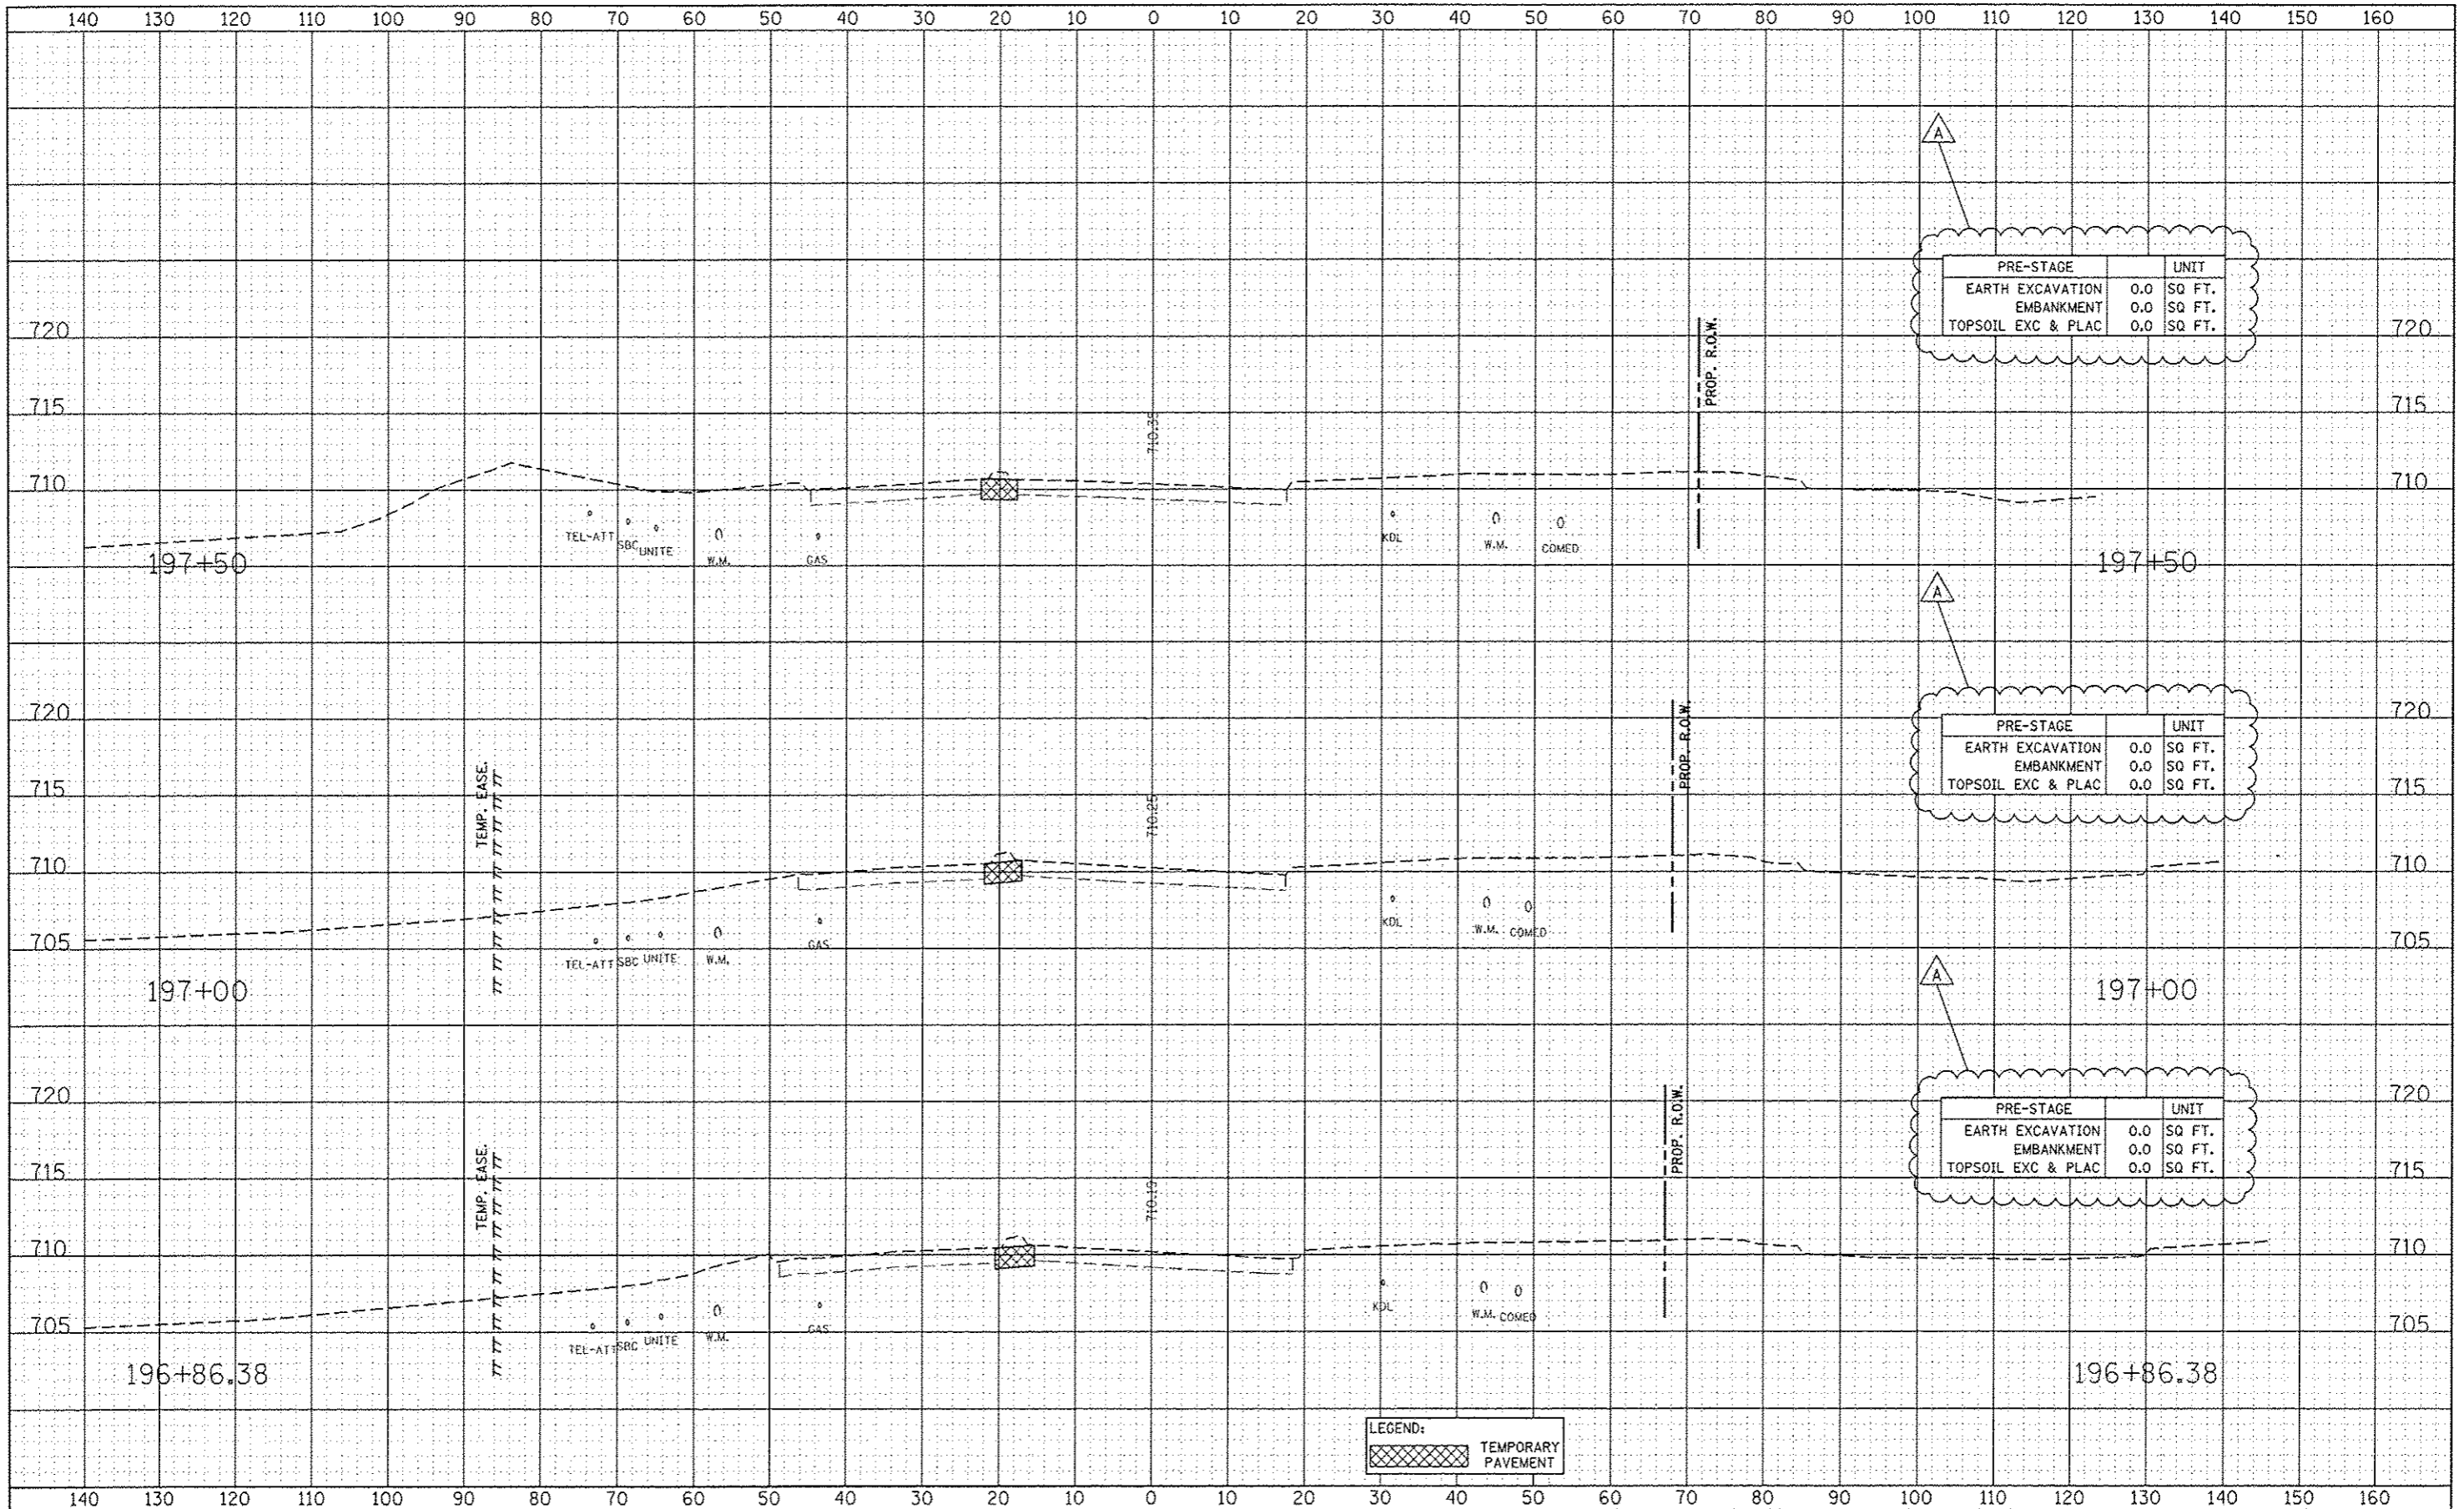 140 130 120 110 100 90 80 70 60 50 40 30 20 10 0 10 20 30 40 50 60 70 80 90 100 110 120 130 140 150 160
A
PRE-STAGE UNIT
EARTH EXCAVATION 0.0 SQ FT.
EMBANKMENT 0.0 SQ FT.
TOPSOIL EXC & PLAC 0.0 SQ FT.
720 720
PROP. R.O.W.
715 715
710.35
710 710
TEL-ATT SBC UNITE W.M. GAS KDL W.M. COMED
197+50 197+50
A
720 720
PRE-STAGE UNIT
EARTH EXCAVATION 0.0 SQ FT.
EMBANKMENT 0.0 SQ FT.
TOPSOIL EXC & PLAC 0.0 SQ FT.
PROP. R.O.W.
TEMP. EASE.
715 715
710.25
710 710
705 705
TEL-ATT SBC UNITE W.M. GAS KDL W.M. COMED
197+00 197+00
A
720 720
PRE-STAGE UNIT
EARTH EXCAVATION 0.0 SQ FT.
EMBANKMENT 0.0 SQ FT.
TOPSOIL EXC & PLAC 0.0 SQ FT.
PROP. R.O.W.
TEMP. EASE.
715 715
710.19
710 710
705 705
TEL-ATT SBC UNITE W.M. GAS KDL W.M. COMED
196+86.38 196+86.38
LEGEND:
TEMPORARY
PAVEMENT
140 130 120 110 100 90 80 70 60 50 40 30 20 10 0 10 20 30 40 50 60 70 80 90 100 110 120 130 140 150 160